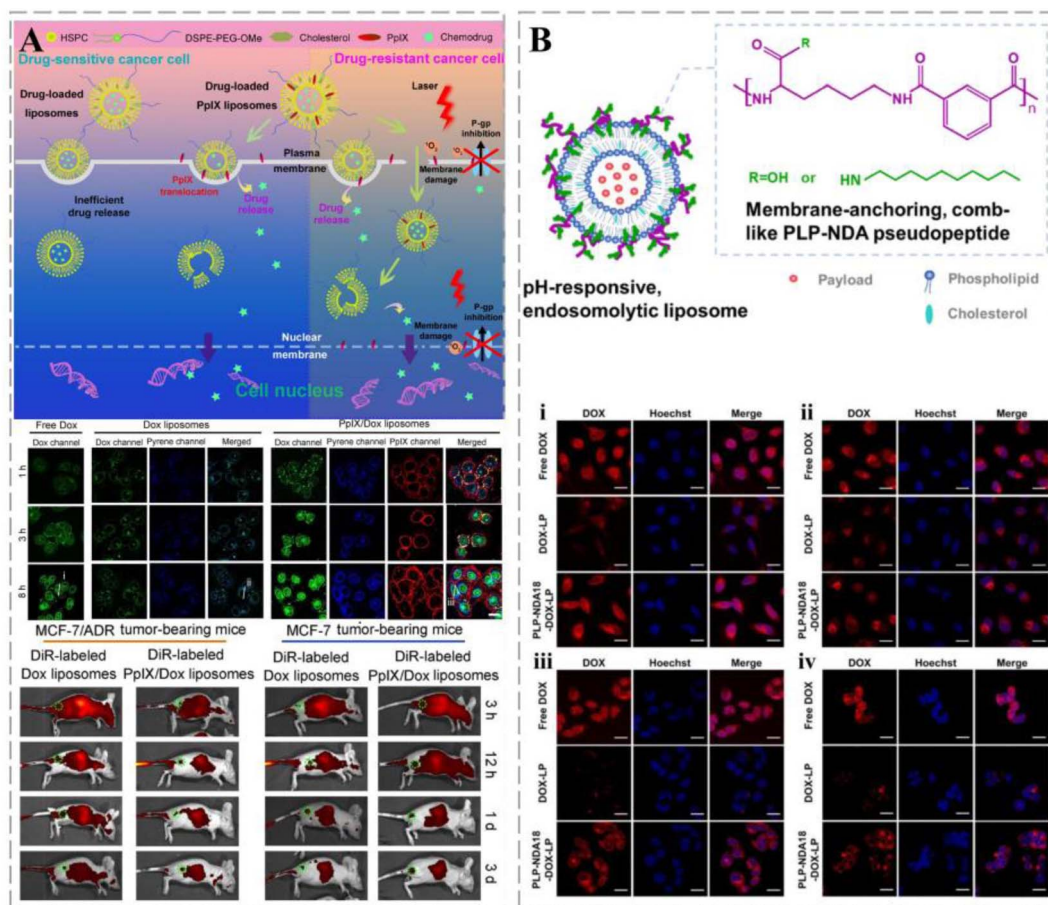 A
HSPC
DSPE-PEG-OMe
Cholesterol
PpIX
Chemodrug
Drug-sensitive cancer cell
Drug-resistant cancer cell
Drug-loaded
liposomes
Drug-loaded
PpIX liposomes
Laser
P-gp
inhibition
Plasma
membrane
¹O₂
¹O₂
Membrane
damage
PpIX
translocation
Drug
release
Drug
release
Inefficient
drug release
P-gp
inhibition
Membrane
damage
Nuclear
membrane
Cell nucleus
Free Dox
Dox liposomes
PpIX/Dox liposomes
Dox channel
Dox channel
Pyrene channel
Merged
Dox channel
Pyrene channel
PpIX channel
Merged
1 h
3 h
8 h
i
ii
iii
MCF-7/ADR tumor-bearing mice
MCF-7 tumor-bearing mice
DiR-labeled
Dox liposomes
DiR-labeled
PpIX/Dox liposomes
DiR-labeled
Dox liposomes
DiR-labeled
PpIX/Dox liposomes
3 h
12 h
1 d
3 d
B
O
R
NH
NH
O
O
n
R=OH or HN
Membrane-anchoring, comb-
like PLP-NDA pseudopeptide
pH-responsive,
endosomolytic liposome
Payload
Phospholipid
Cholesterol
i
DOX
Hoechst
Merge
Free DOX
DOX-LP
PLP-NDA18
-DOX-LP
ii
DOX
Hoechst
Merge
Free DOX
DOX-LP
PLP-NDA18
-DOX-LP
iii
DOX
Hoechst
Merge
Free DOX
DOX-LP
PLP-NDA18
-DOX-LP
iv
DOX
Hoechst
Merge
Free DOX
DOX-LP
PLP-NDA18
-DOX-LP